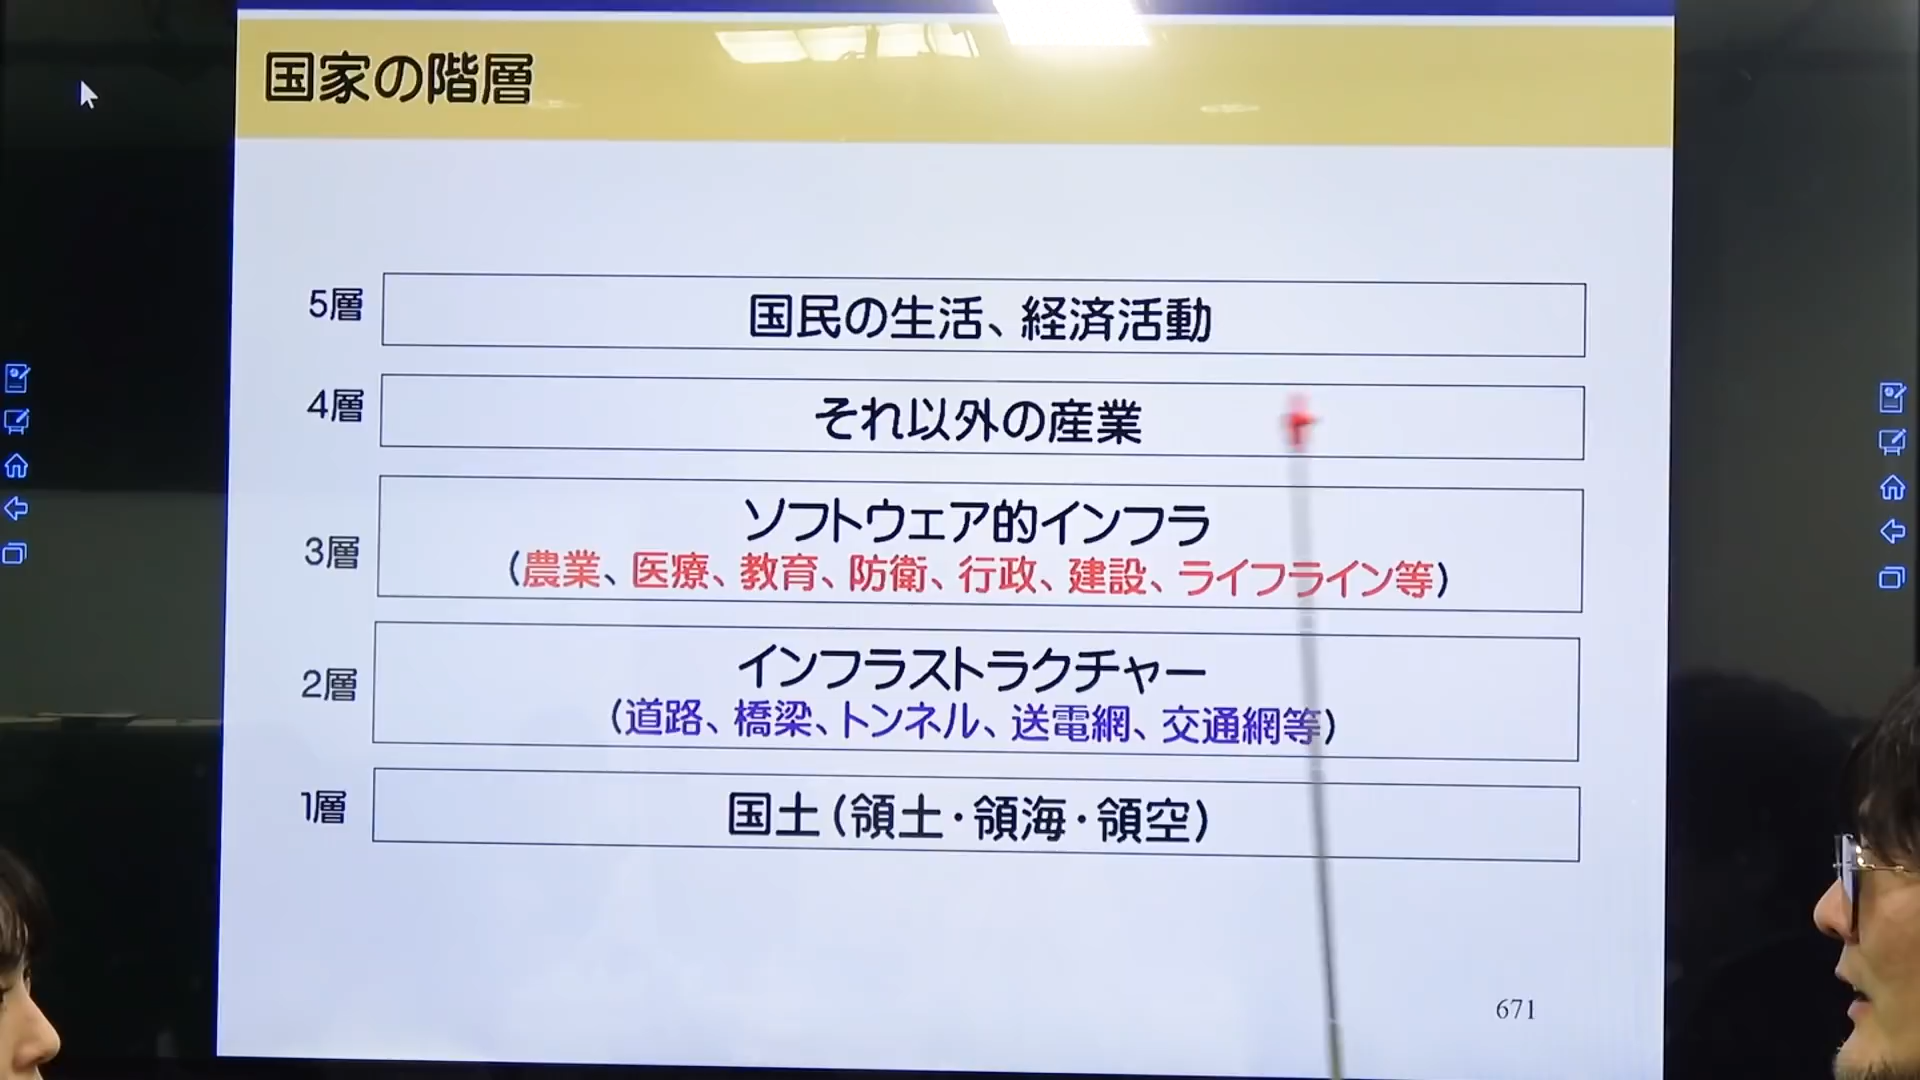 国家の階層
5層
国民の生活、経済活動
4層
それ以外の産業
3層
ソフトウェア的インフラ
(農業、医療、教育、防衛、行政、建設、ライフライン等)
2層
インフラストラクチャー
(道路、橋梁、トンネル、送電網、交通網等)
1層
国土(領土・領海・領空)
671